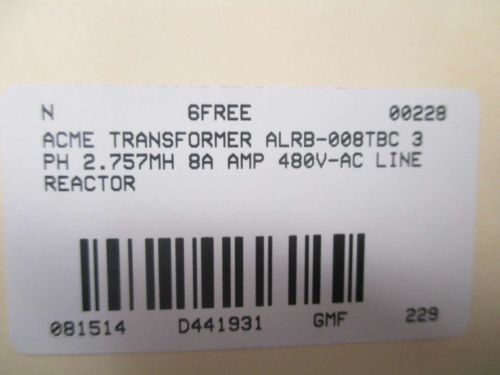 N 6FREE 00228
ACME TRANSFORMER ALRB-008TBC 3
PH 2.757MH 8A AMP 480V-AC LINE
REACTOR
081514 D441931 GMF 229